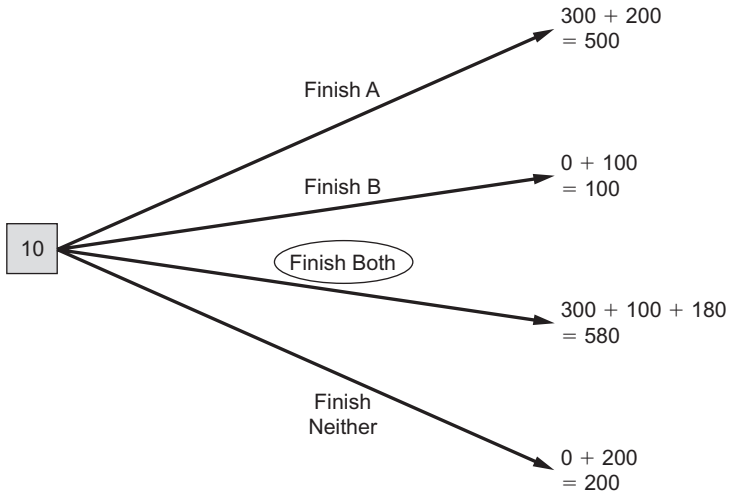 300 + 200
= 500
Finish A
0 + 100
= 100
Finish B
10
Finish Both
300 + 100 + 180
= 580
Finish
Neither
0 + 200
= 200